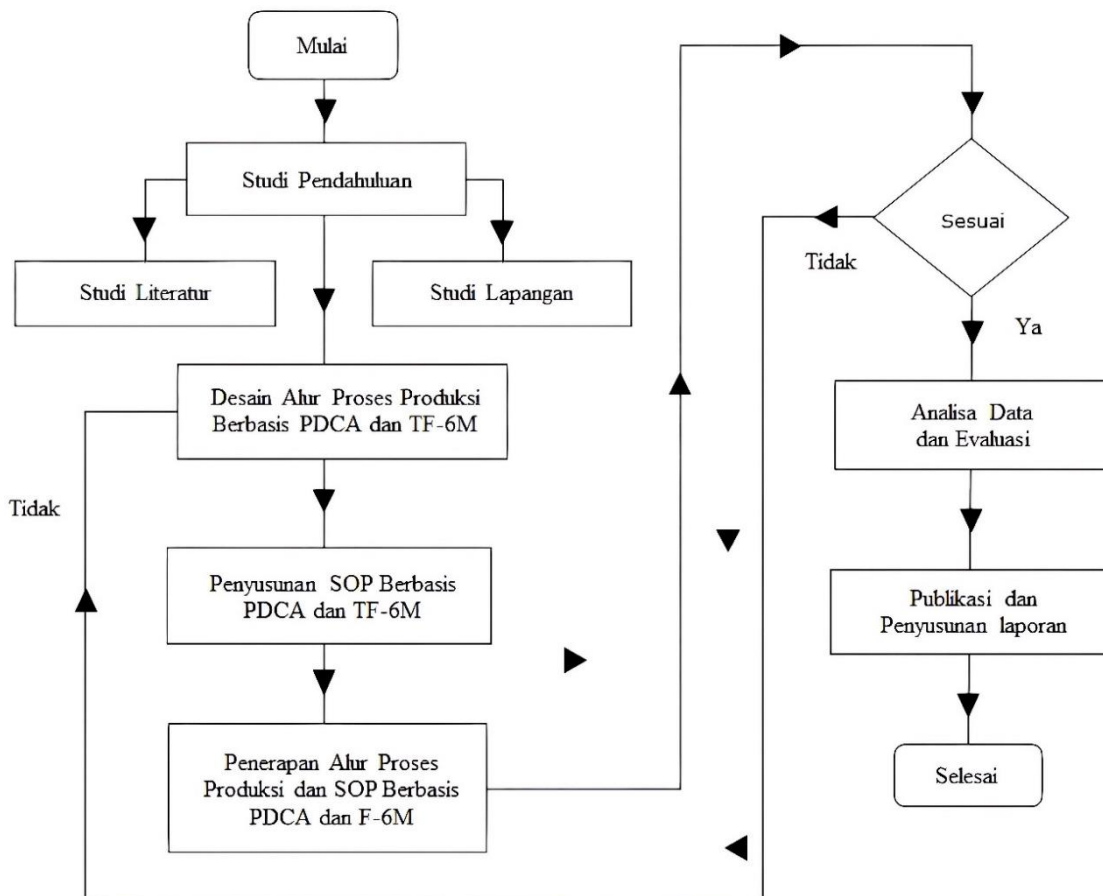 Mulai
Studi Pendahuluan
Studi Literatur
Studi Lapangan
Desain Alur Proses Produksi
Berbasis PDCA dan TF-6M
Tidak
Penyusunan SOP Berbasis
PDCA dan TF-6M
Penerapan Alur Proses
Produksi dan SOP Berbasis
PDCA dan F-6M
Sesuai
Tidak
Ya
Analisa Data
dan Evaluasi
Publikasi dan
Penyusunan laporan
Selesai